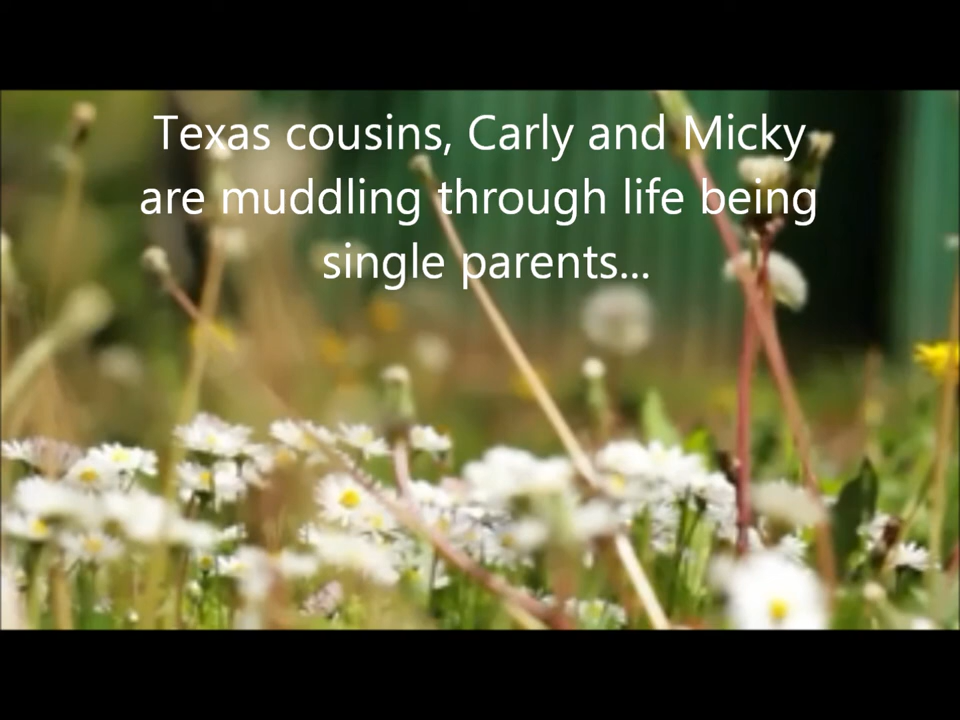 Texas cousins, Carly and Micky
are muddling through life being
single parents...